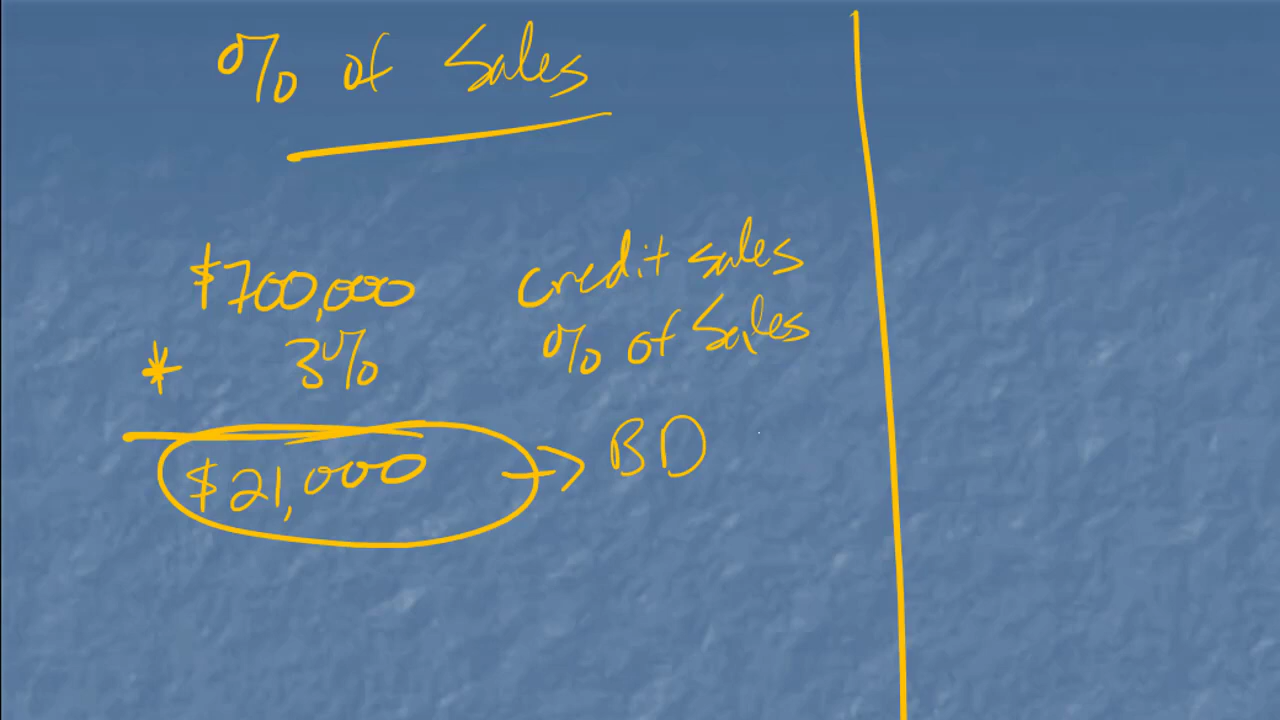 % of Sales
$700,000 credit sales
* 3% % of Sales
$21,000 -> BD